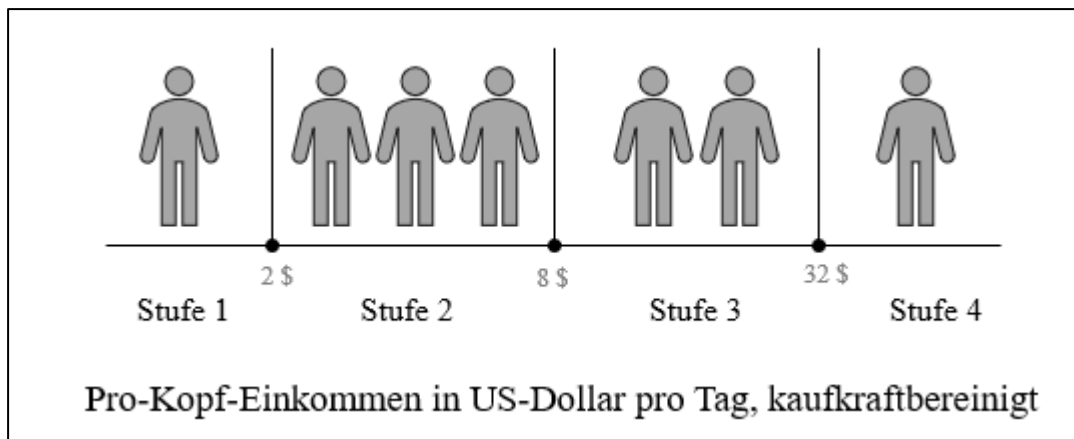 2 $ 8 $ 32 $
Stufe 1 Stufe 2 Stufe 3 Stufe 4
Pro-Kopf-Einkommen in US-Dollar pro Tag, kaufkraftbereinigt